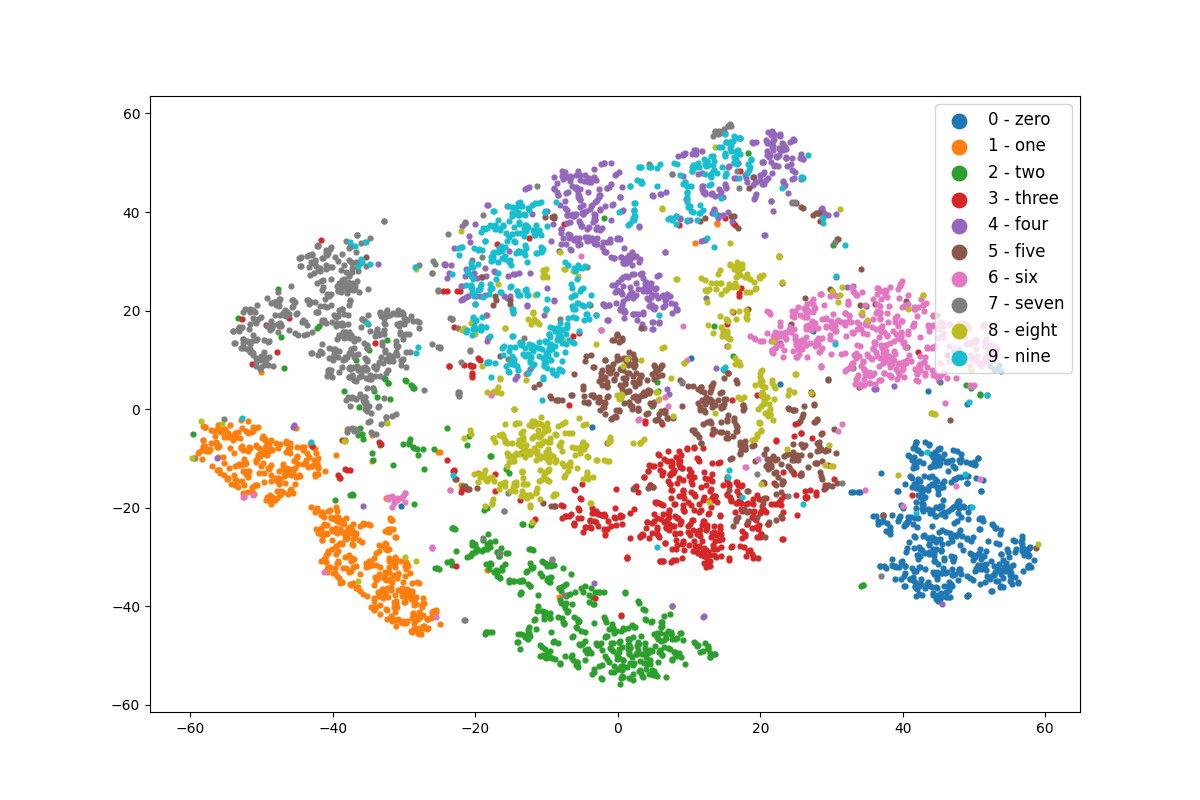 60
40
20
0
−20
−40
−60
−60 −40 −20 0 20 40 60
0 - zero
1 - one
2 - two
3 - three
4 - four
5 - five
6 - six
7 - seven
8 - eight
9 - nine